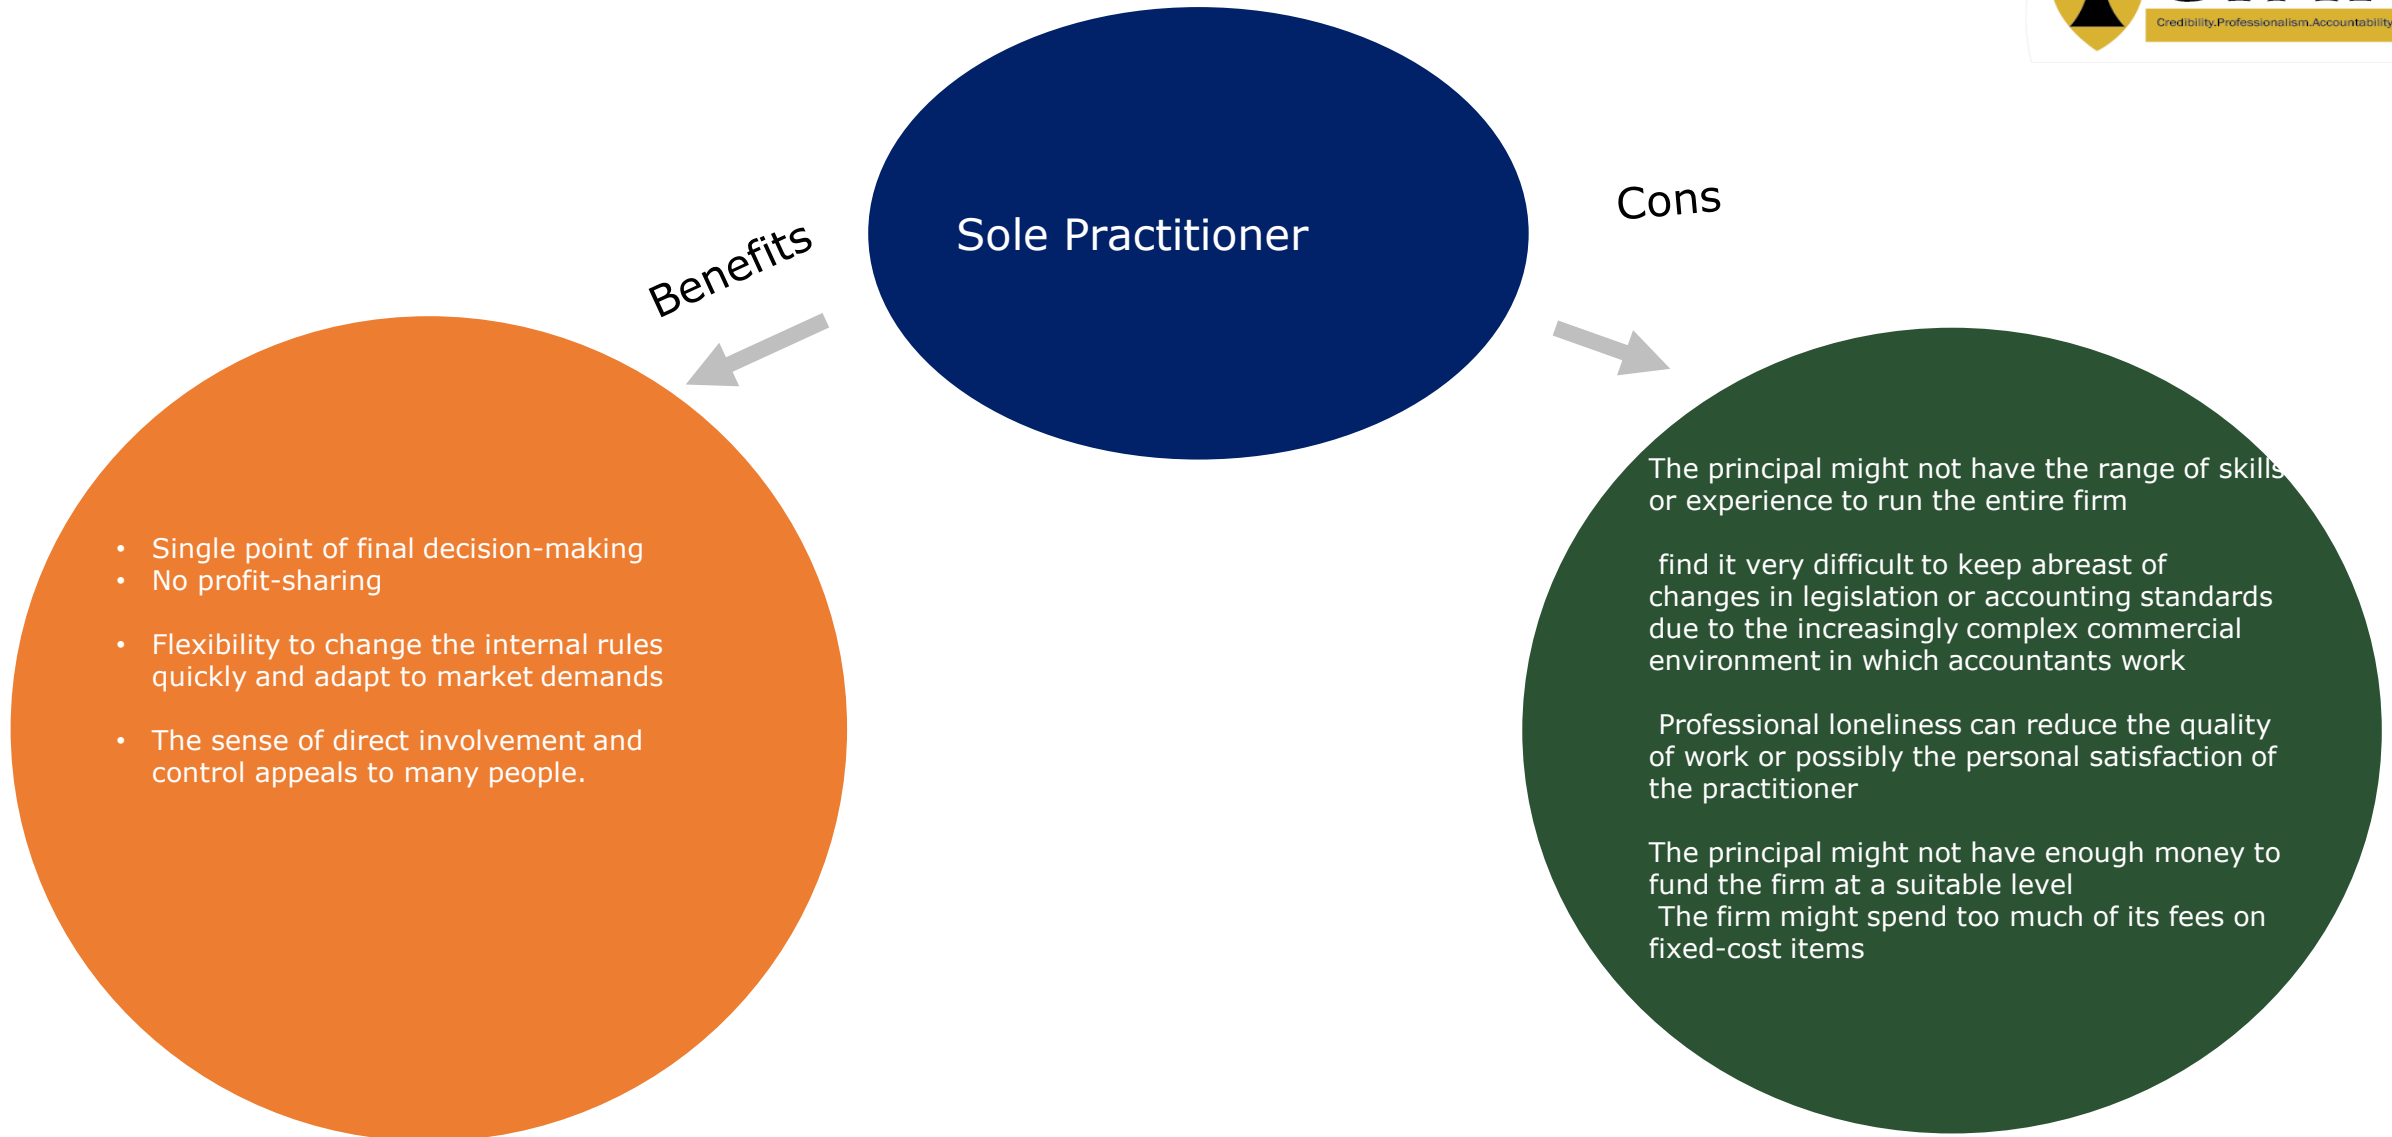 Credibility.Professionalism.Accountability
Sole Practitioner
Benefits
Cons
• Single point of final decision-making
• No profit-sharing
• Flexibility to change the internal rules
quickly and adapt to market demands
• The sense of direct involvement and
control appeals to many people.
The principal might not have the range of skills
or experience to run the entire firm
find it very difficult to keep abreast of
changes in legislation or accounting standards
due to the increasingly complex commercial
environment in which accountants work
Professional loneliness can reduce the quality
of work or possibly the personal satisfaction of
the practitioner
The principal might not have enough money to
fund the firm at a suitable level
The firm might spend too much of its fees on
fixed-cost items